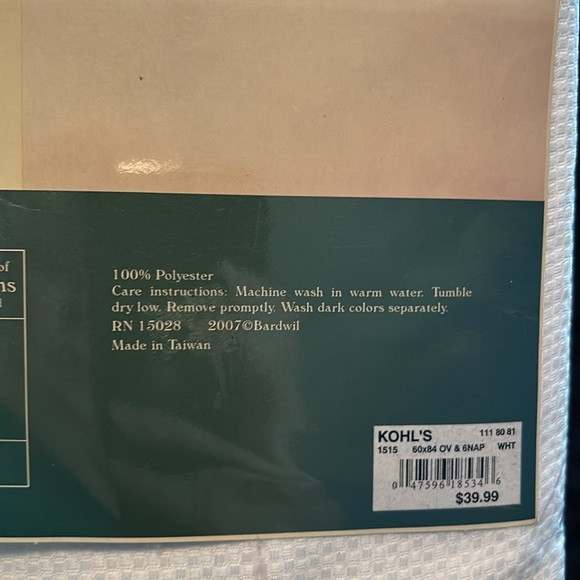 of
ns
100% Polyester
Care instructions: Machine wash in warm water. Tumble
dry low. Remove promptly. Wash dark colors separately.
RN 15028 2007©Bardwil
Made in Taiwan
KOHL'S 111 80 81
1515 60x84 OV & 6NAP WHT
0 47596 18534 6
$39.99